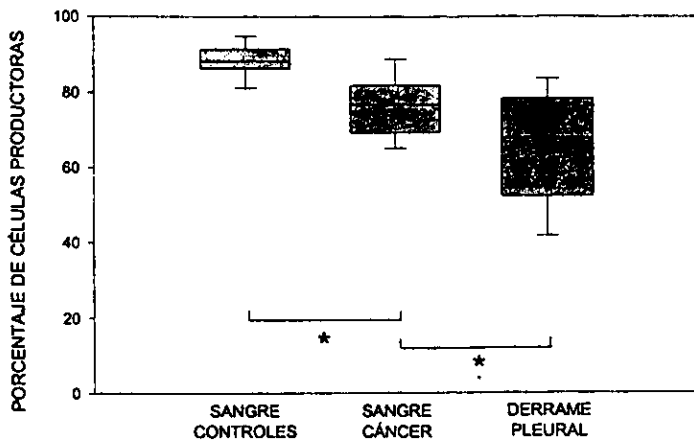 PORCENTAJE DE CÉLULAS PRODUCTORAS
100
80
60
40
20
0
*
*
SANGRE
CONTROLES
SANGRE
CÁNCER
DERRAME
PLEURAL